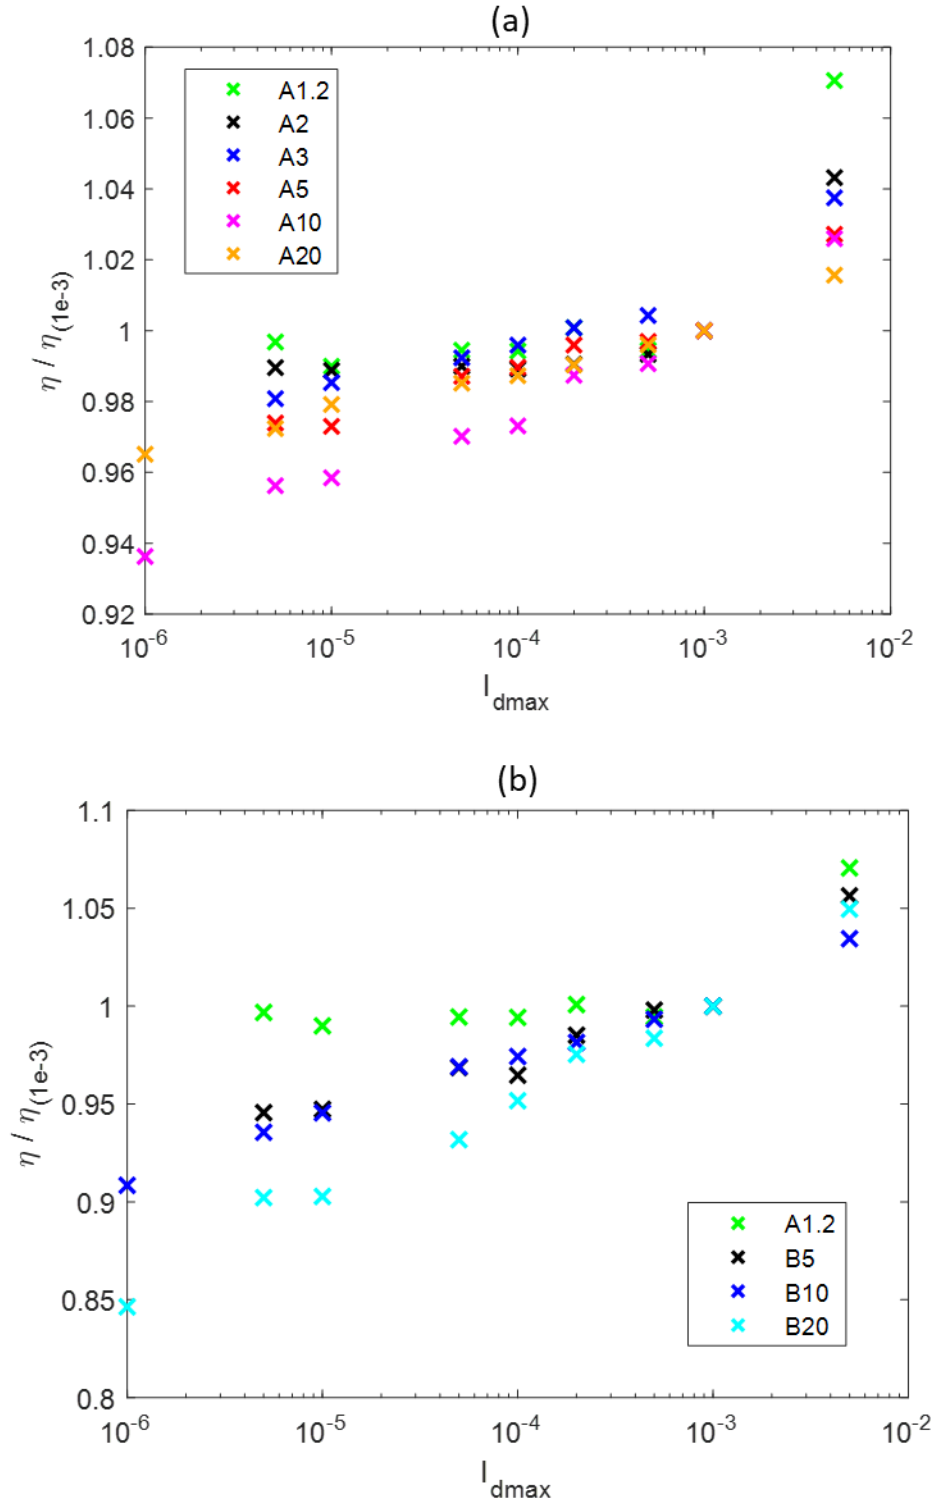 (a)
1.08
1.06
1.04
1.02
1
0.98
0.96
0.94
0.92
η / η(1e-3)
A1.2
A2
A3
A5
A10
A20
10-6
10-5
10-4
10-3
10-2
Idmax
(b)
1.1
1.05
1
0.95
0.9
0.85
0.8
η / η(1e-3)
A1.2
B5
B10
B20
10-6
10-5
10-4
10-3
10-2
Idmax